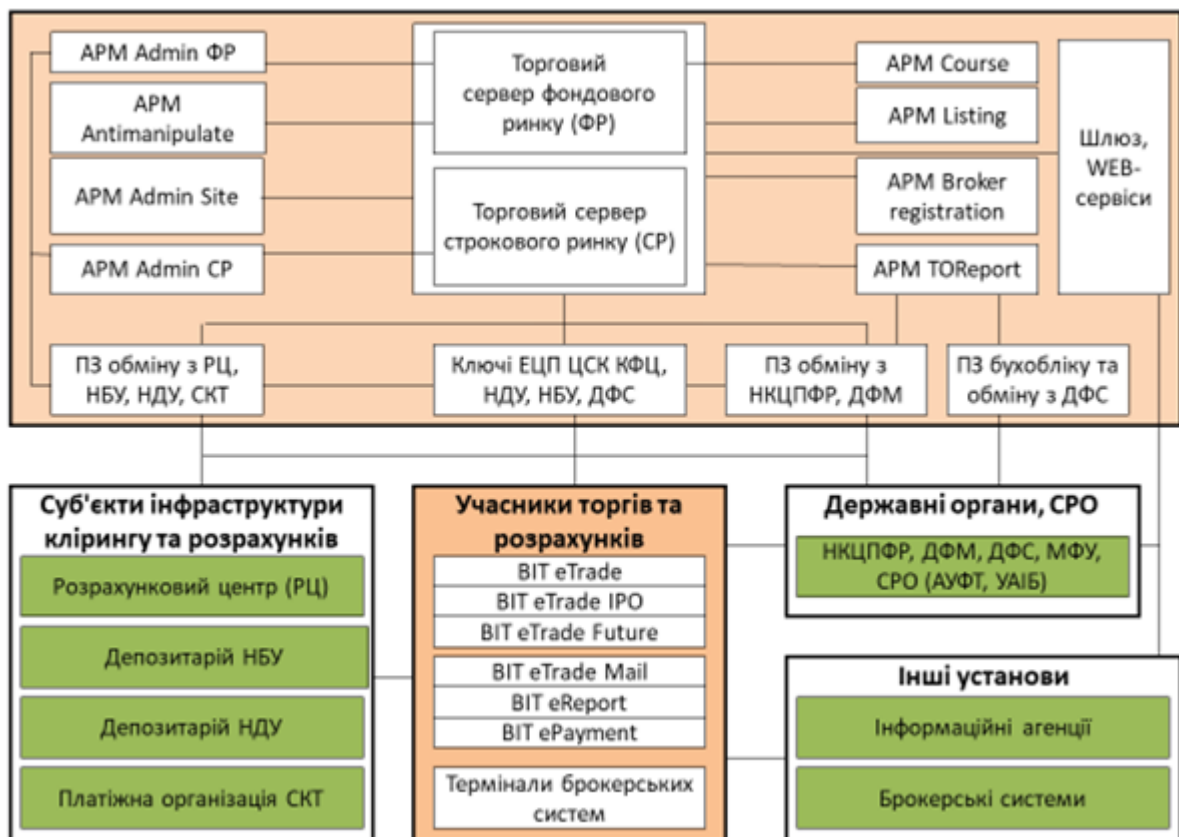 АРМ Admin ФР
АРМ
Antimanipulate
АРМ Admin Site
АРМ Admin СР
Торговий
сервер фондового
ринку (ФР)
Торговий сервер
строкового ринку (СР)
АРМ Course
АРМ Listing
АРМ Broker
registration
АРМ TOReport
Шлюз,
WEB-
сервіси
ПЗ обміну з РЦ,
НБУ, НДУ, СКТ
Ключі ЕЦП ЦСК КФЦ,
НДУ, НБУ, ДФС
ПЗ обміну з
НКЦПФР, ДФМ
ПЗ бухобліку та
обміну з ДФС
Суб'єкти інфраструктури
клірингу та розрахунків
Розрахунковий центр (РЦ)
Депозитарій НБУ
Депозитарій НДУ
Платіжна організація СКТ
Учасники торгів та
розрахунків
BIT eTrade
BIT eTrade IPO
BIT eTrade Future
BIT eTrade Mail
BIT eReport
BIT ePayment
Термінали брокерських
систем
Державні органи, СРО
НКЦПФР, ДФМ, ДФС, МФУ,
СРО (АУФТ, УАІБ)
Інші установи
Інформаційні агенції
Брокерські системи